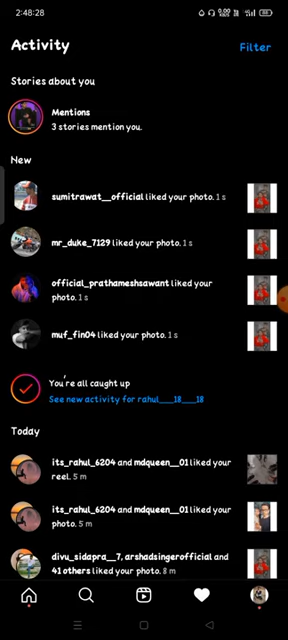 2:48:28
Activity
Filter
Stories about you
Mentions
3 stories mention you.
New
sumitrawat__official liked your photo. 1 s
mr_duke_7129 liked your photo. 1 s
official_prathameshsawant liked your
photo. 1 s
muf_fin04 liked your photo. 1 s
You're all caught up
See new activity for rahul___18___18
Today
its_rahul_6204 and mdqueen__01 liked your
reel. 5 m
its_rahul_6204 and mdqueen__01 liked your
photo. 5 m
divu_sidapra__7, arshadsingerofficial and
41 others liked your photo. 8 m